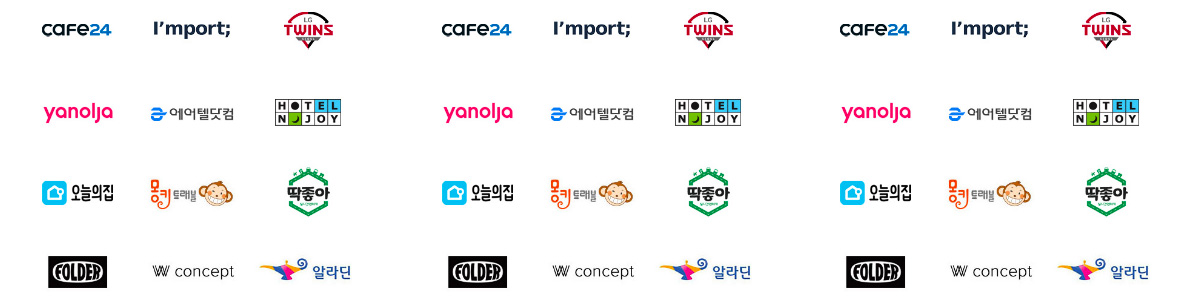 cafe24 I'mport; LG TWINS cafe24 I'mport; LG TWINS cafe24 I'mport; LG TWINS
yanolja 에어텔닷컴 HOTEL NJOY yanolja 에어텔닷컴 HOTEL NJOY yanolja 에어텔닷컴 HOTEL NJOY
오늘의집 몽키트래블 딱좋아 오늘의집 몽키트래블 딱좋아 오늘의집 몽키트래블 딱좋아
FOLDER W concept 알라딘 FOLDER W concept 알라딘 FOLDER W concept 알라딘